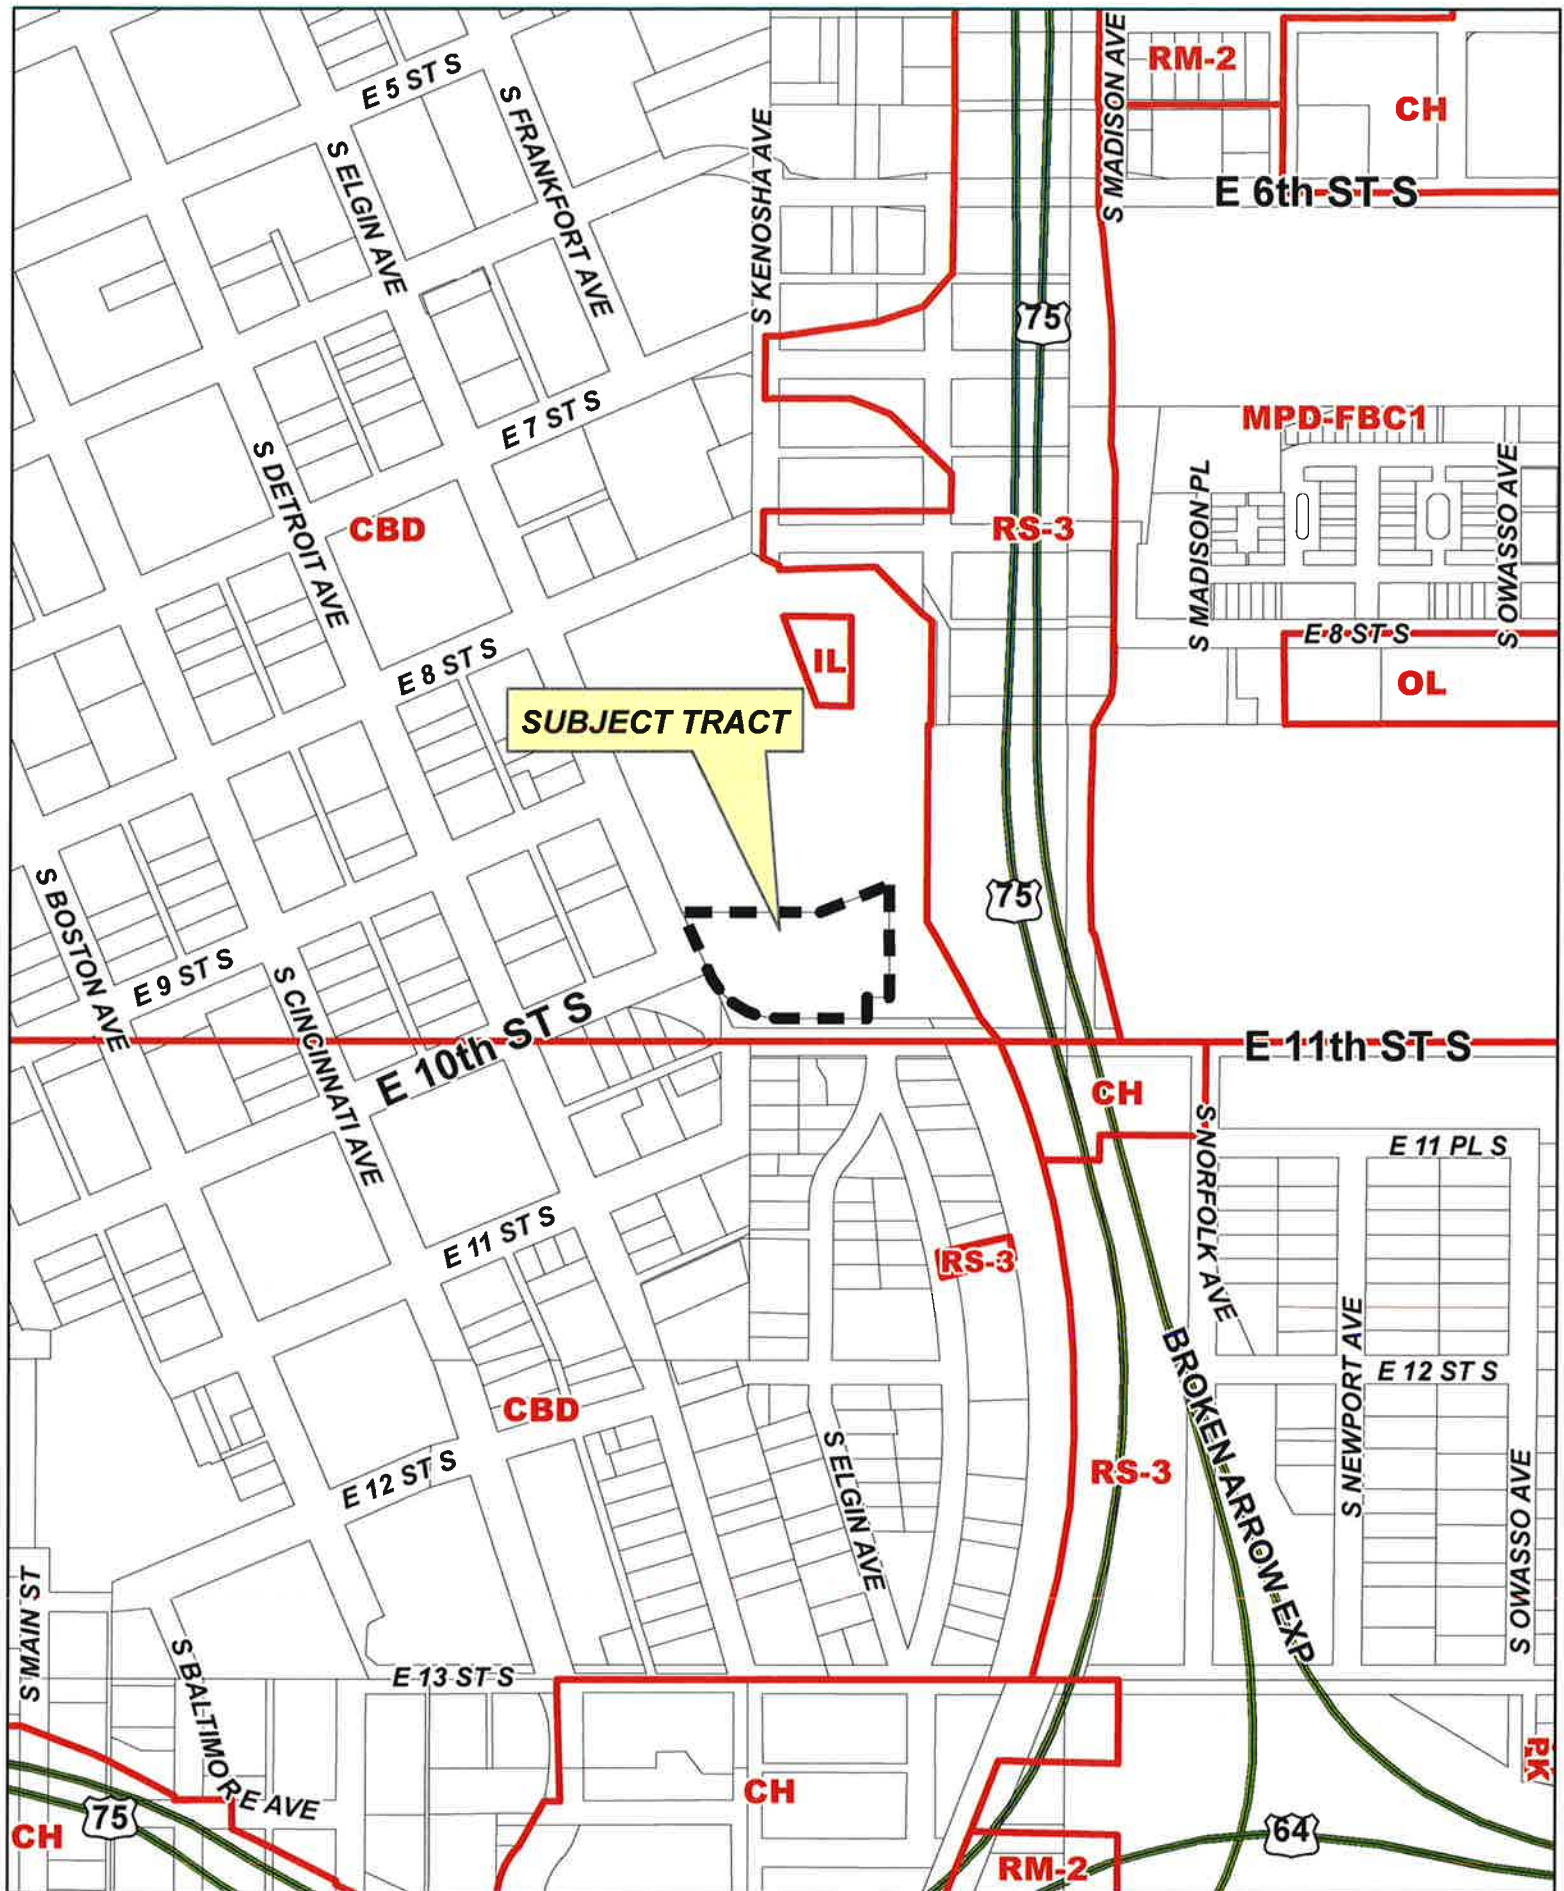 E 5 ST S
S FRANKFORT AVE
S ELGIN AVE
S KENOSHA AVE
S MADISON AVE
RM-2
CH
E 6th ST S
75
E 7 ST S
MPD-FBC1
S DETROIT AVE
CBD
RS-3
S MADISON PL
S OWASSO AVE
E 8 ST S
E 8 ST S
IL
OL
SUBJECT TRACT
75
S BOSTON AVE
E 9 ST S
S CINCINNATI AVE
E 10th ST S
E 11th ST S
CH
S NORFOLK AVE
E 11 PL S
E 11 ST S
RS-3
BROKEN ARROW EXP
S NEWPORT AVE
E 12 ST S
CBD
E 12 ST S
S ELGIN AVE
RS-3
S OWASSO AVE
S MAIN ST
S BALTIMORE AVE
E 13 ST S
PK
CH
75
CH
64
RM-2